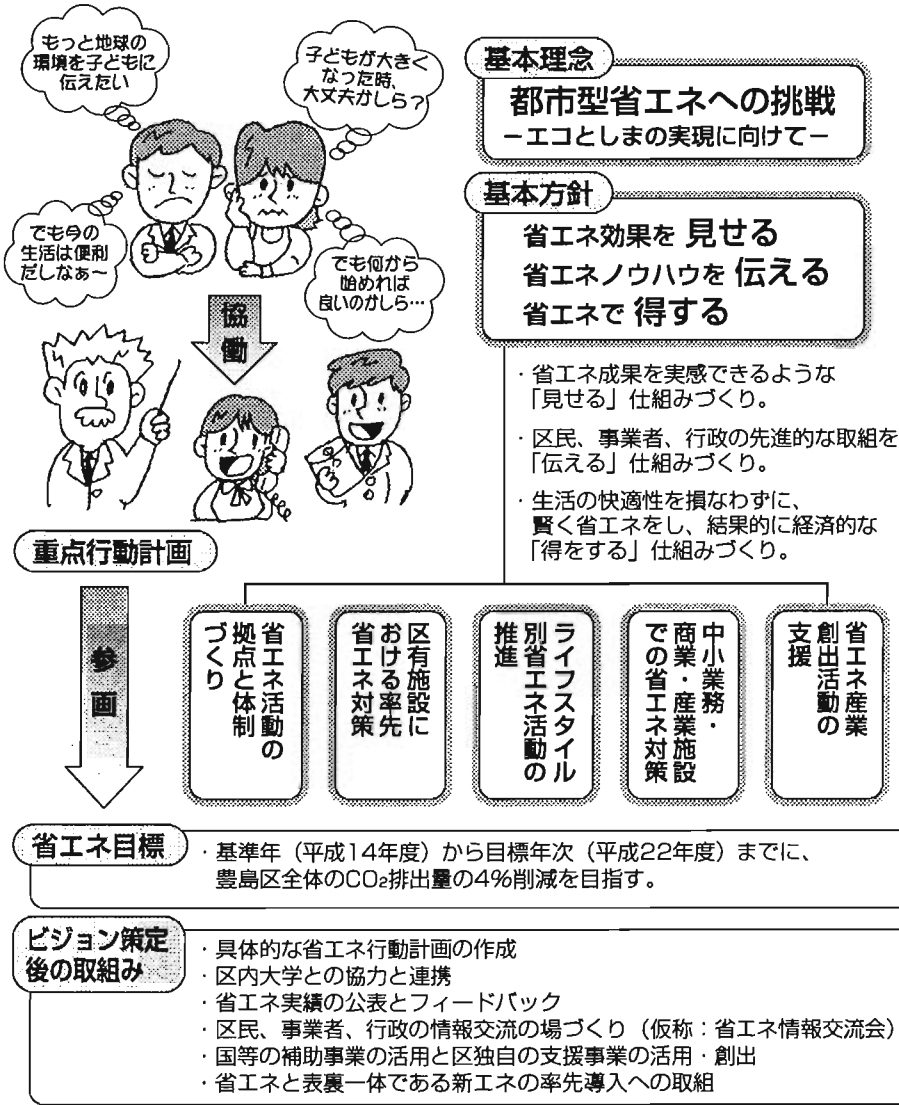 もっと地球の
環境を子どもに
伝えたい
子どもが大きく
なった時、
大丈夫かしら？
でも今の
生活は便利
だしなぁ〜
でも何から
始めれば
良いのかしら…
協働
基本理念
都市型省エネへの挑戦
−エコとしまの実現に向けて−
基本方針
省エネ効果を 見せる
省エネノウハウを 伝える
省エネで 得する
・省エネ成果を実感できるような
「見せる」仕組みづくり。
・区民、事業者、行政の先進的な取組を
「伝える」仕組みづくり。
・生活の快適性を損なわずに、
賢く省エネをし、結果的に経済的な
「得をする」仕組みづくり。
重点行動計画
参画
省エネ活動の
拠点と体制
づくり
区有施設に
おける率先
省エネ対策
ライフスタイル
別省エネ活動の
推進
中小業務・
商業・産業施設
での省エネ対策
省エネ産業
創出活動の
支援
省エネ目標
・基準年（平成14年度）から目標年次（平成22年度）までに、
豊島区全体のCO₂排出量の4%削減を目指す。
ビジョン策定
後の取組み
・具体的な省エネ行動計画の作成
・区内大学との協力と連携
・省エネ実績の公表とフィードバック
・区民、事業者、行政の情報交流の場づくり（仮称：省エネ情報交流会）
・国等の補助事業の活用と区独自の支援事業の活用・創出
・省エネと表裏一体である新エネの率先導入への取組